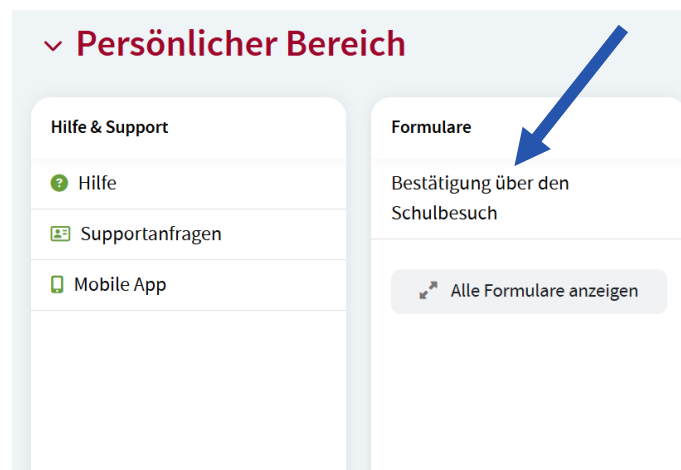 Persönlicher Bereich
Hilfe & Support
Hilfe
Supportanfragen
Mobile App
Formulare
Bestätigung über den
Schulbesuch
Alle Formulare anzeigen